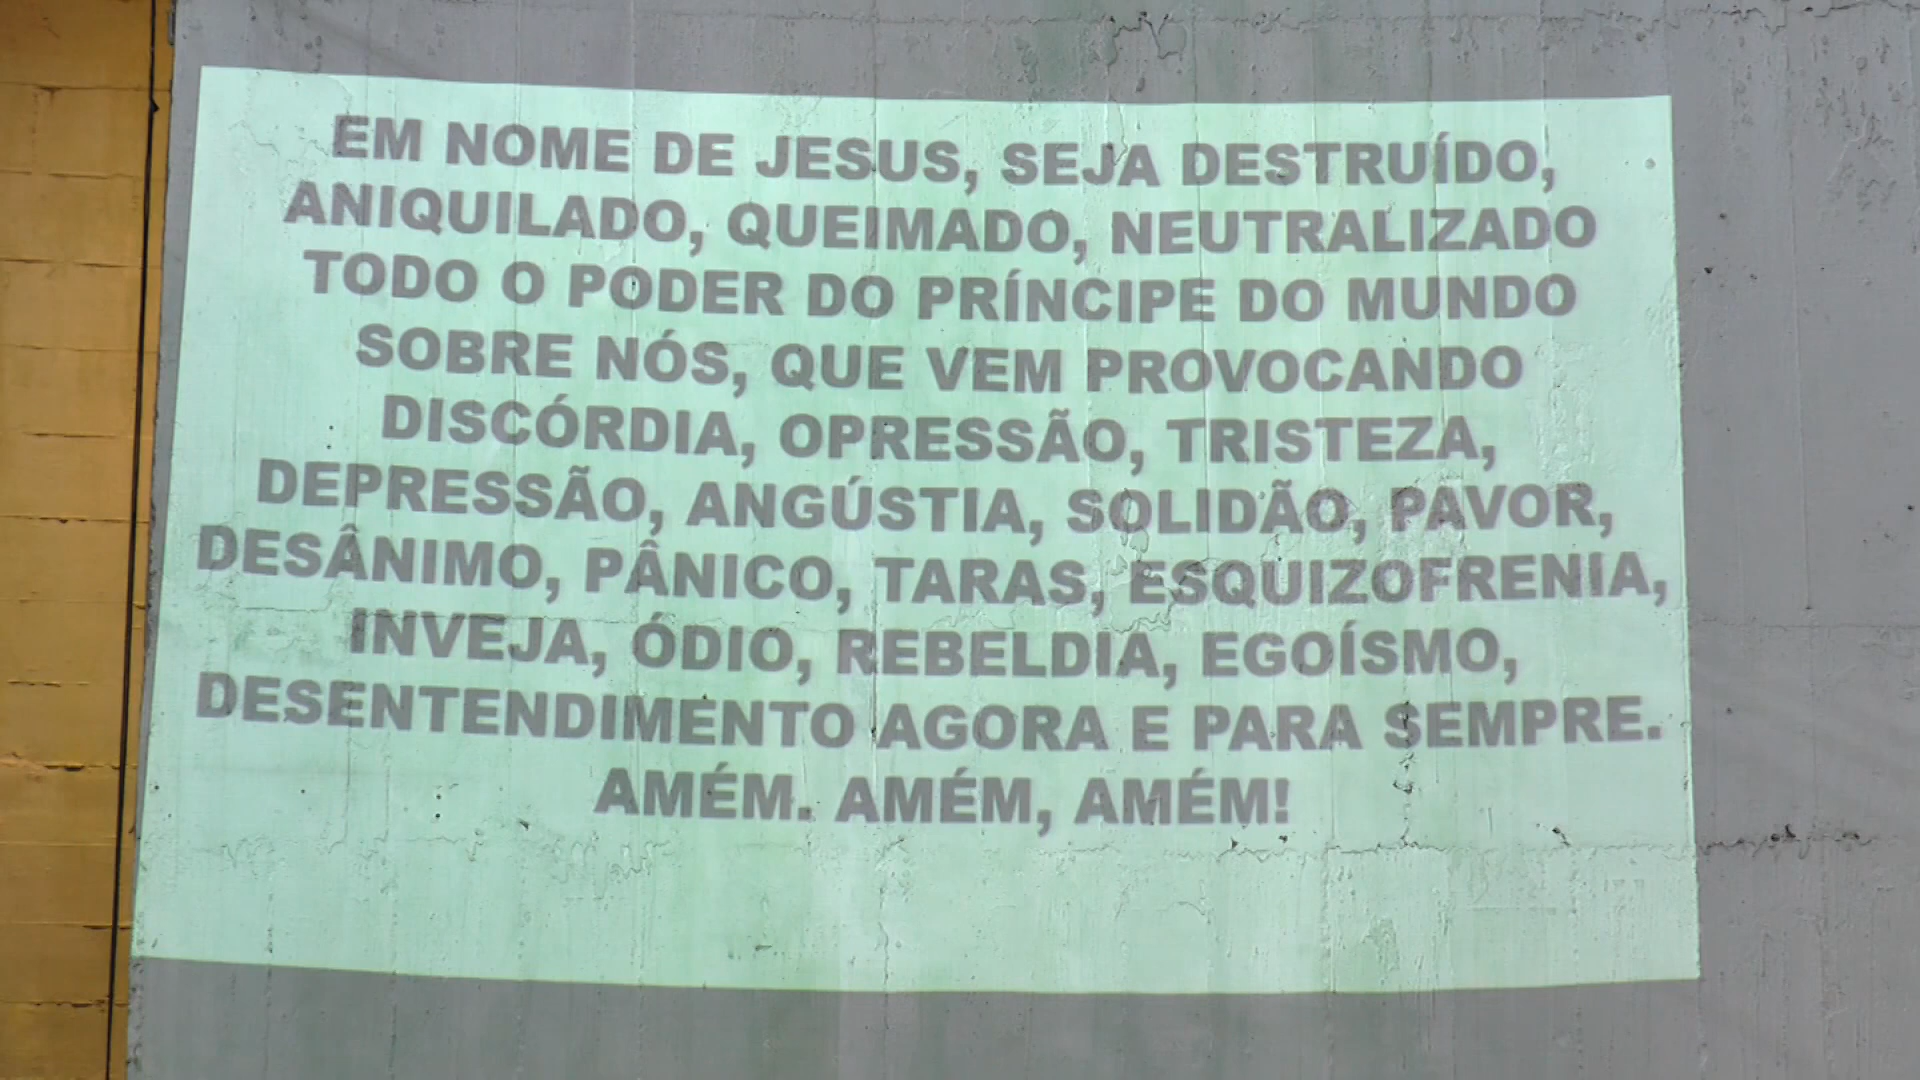 EM NOME DE JESUS, SEJA DESTRUÍDO,
ANIQUILADO, QUEIMADO, NEUTRALIZADO
TODO O PODER DO PRÍNCIPE DO MUNDO
SOBRE NÓS, QUE VEM PROVOCANDO
DISCÓRDIA, OPRESSÃO, TRISTEZA,
DEPRESSÃO, ANGÚSTIA, SOLIDÃO, PAVOR,
DESÂNIMO, PÂNICO, TARAS, ESQUIZOFRENIA,
INVEJA, ÓDIO, REBELDIA, EGOÍSMO,
DESENTENDIMENTO AGORA E PARA SEMPRE.
AMÉM. AMÉM, AMÉM!